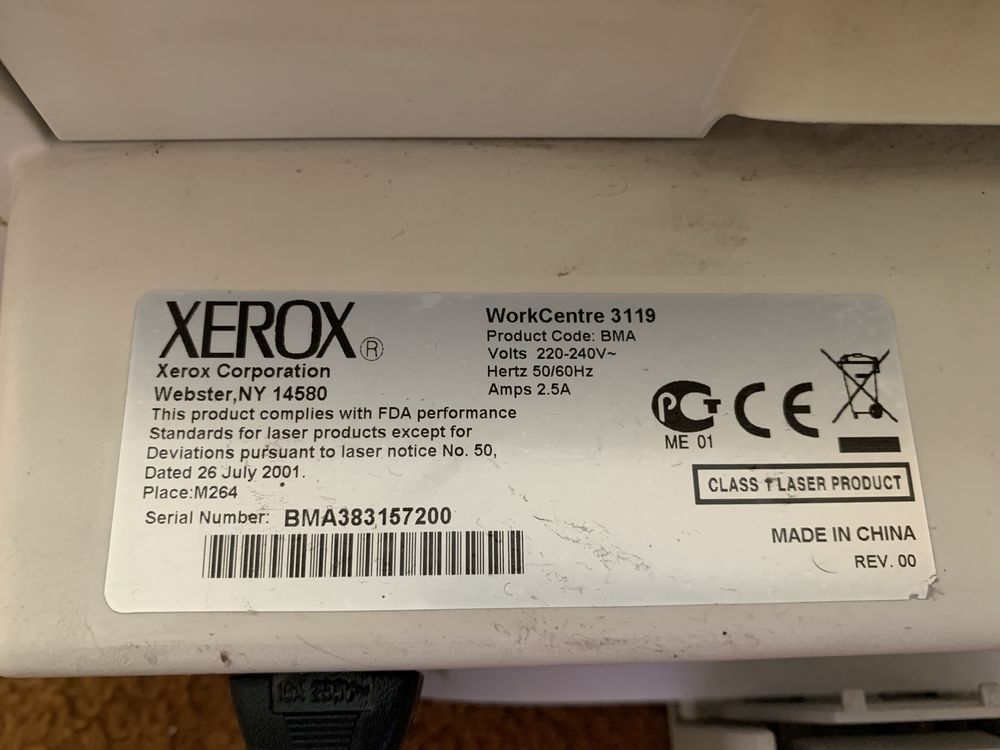 XEROX®
Xerox Corporation
Webster,NY 14580
This product complies with FDA performance
Standards for laser products except for
Deviations pursuant to laser notice No. 50,
Dated 26 July 2001.
Place:M264
Serial Number: BMA383157200
WorkCentre 3119
Product Code: BMA
Volts 220-240V~
Hertz 50/60Hz
Amps 2.5A
РСТ CE
ME 01
CLASS 1 LASER PRODUCT
MADE IN CHINA
REV. 00